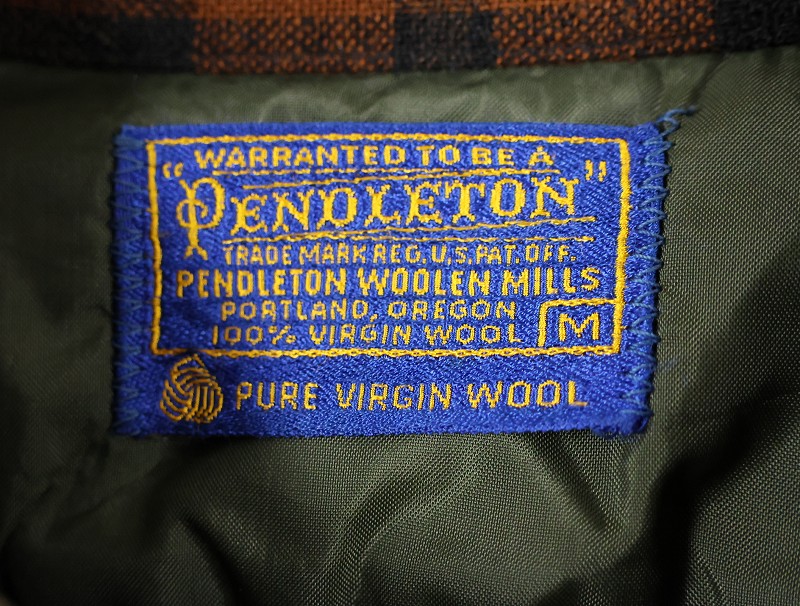 WARRANTED TO BE A
"PENDLETON"
TRADE MARK REG. U.S. PAT. OFF.
PENDLETON WOOLEN MILLS
PORTLAND, OREGON
100% VIRGIN WOOL
M
PURE VIRGIN WOOL